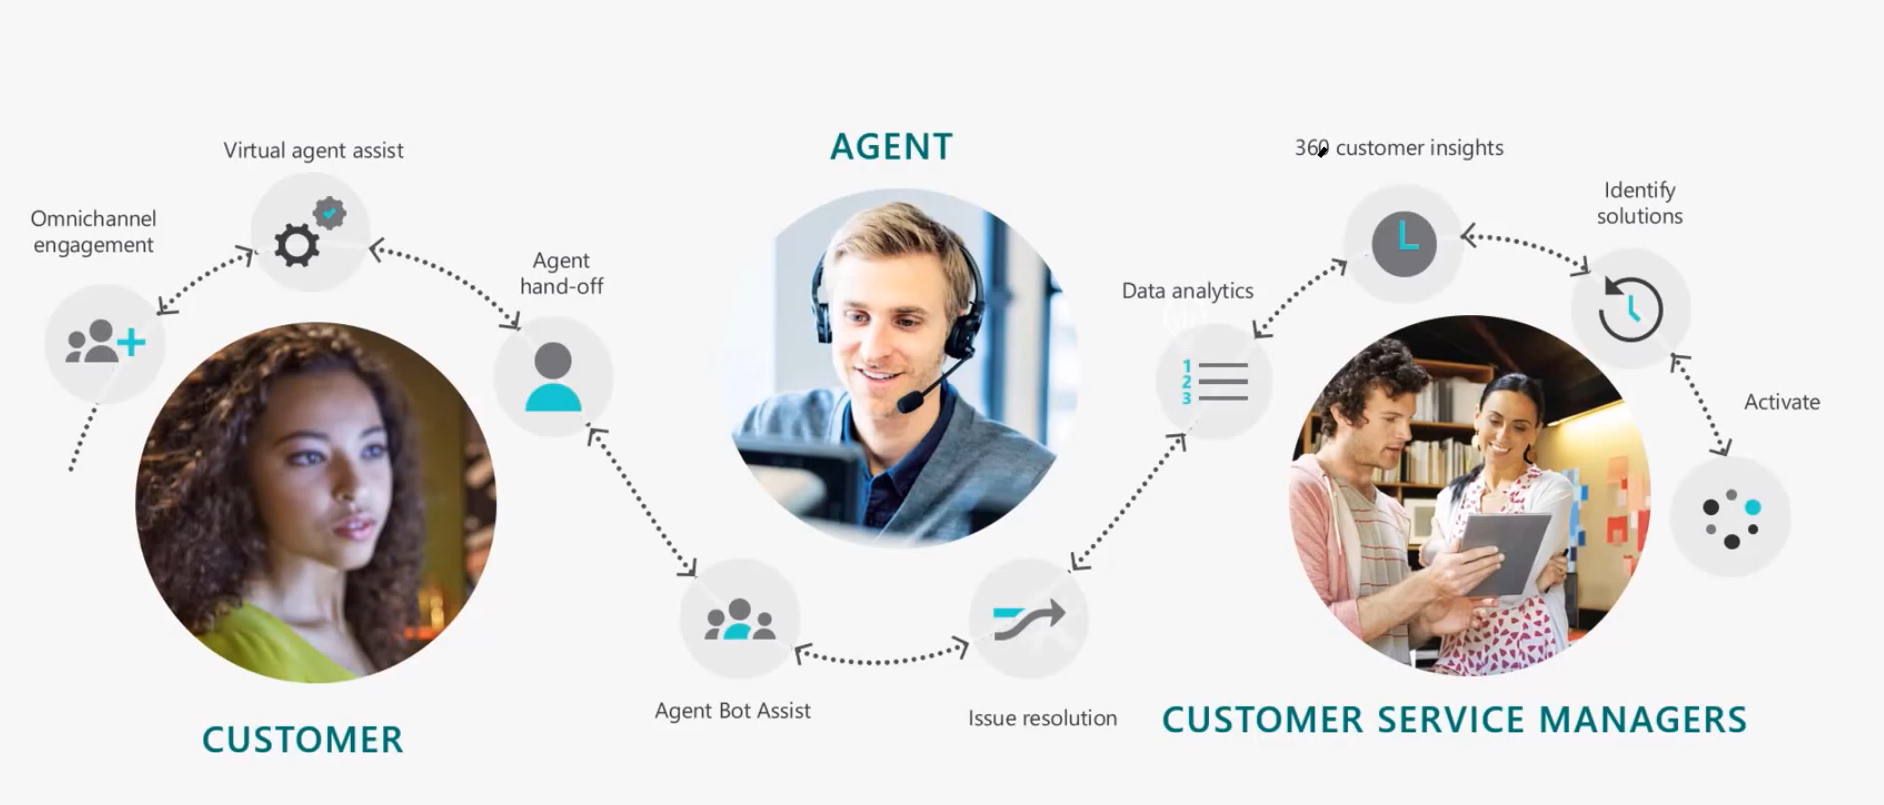 Omnichannel
engagement
Virtual agent assist
Agent
hand-off
CUSTOMER
AGENT
Agent Bot Assist
Issue resolution
Data analytics
1
2
3
360 customer insights
Identify
solutions
Activate
CUSTOMER SERVICE MANAGERS